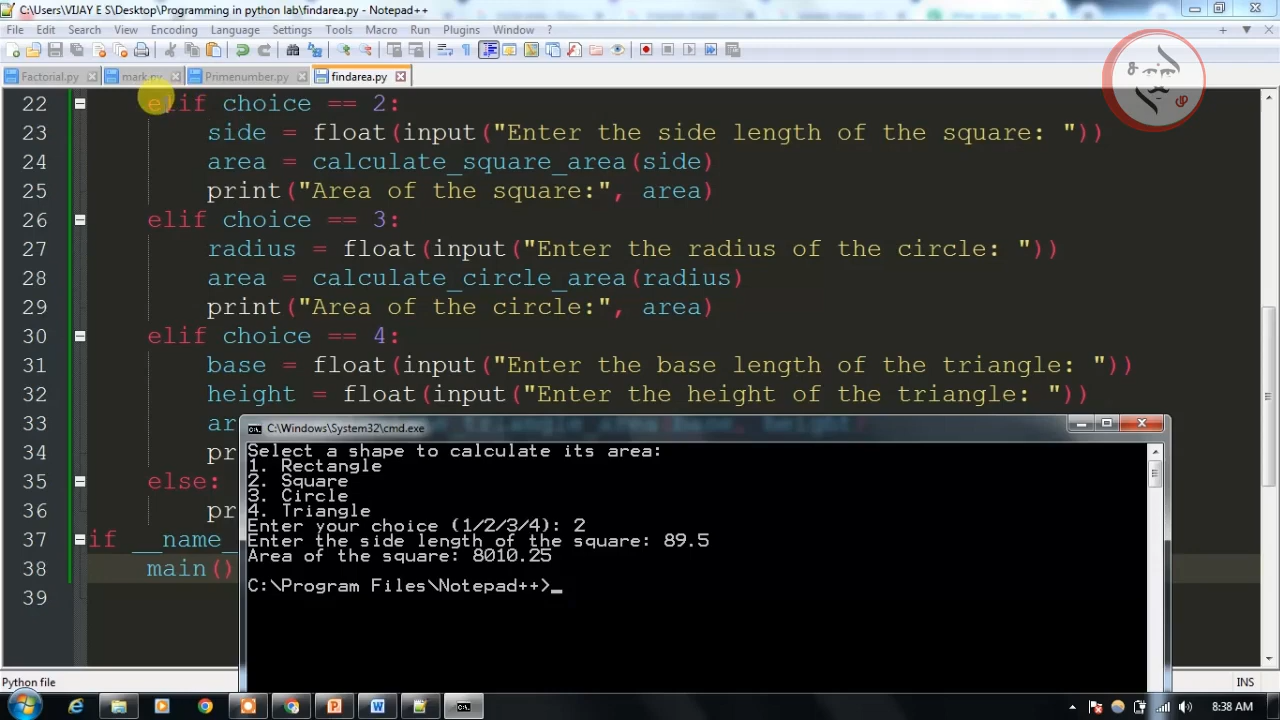 C:\Users\VIJAY E S\Desktop\Programming in python lab\findarea.py - Notepad++
File Edit Search View Encoding Language Settings Tools Macro Run Plugins Window ?
Factorial.py mark.py Primenumber.py findarea.py
22 elif choice == 2:
23 side = float(input("Enter the side length of the square: "))
24 area = calculate_square_area(side)
25 print("Area of the square:", area)
26 elif choice == 3:
27 radius = float(input("Enter the radius of the circle: "))
28 area = calculate_circle_area(radius)
29 print("Area of the circle:", area)
30 elif choice == 4:
31 base = float(input("Enter the base length of the triangle: "))
32 height = float(input("Enter the height of the triangle: "))
33 ar
34 pr
35 else:
36 pr
37 if __name_
38 main()
39
C:\Windows\System32\cmd.exe
Select a shape to calculate its area:
1. Rectangle
2. Square
3. Circle
4. Triangle
Enter your choice (1/2/3/4): 2
Enter the side length of the square: 89.5
Area of the square: 8010.25
C:\Program Files\Notepad++>_
Python file INS
8:38 AM